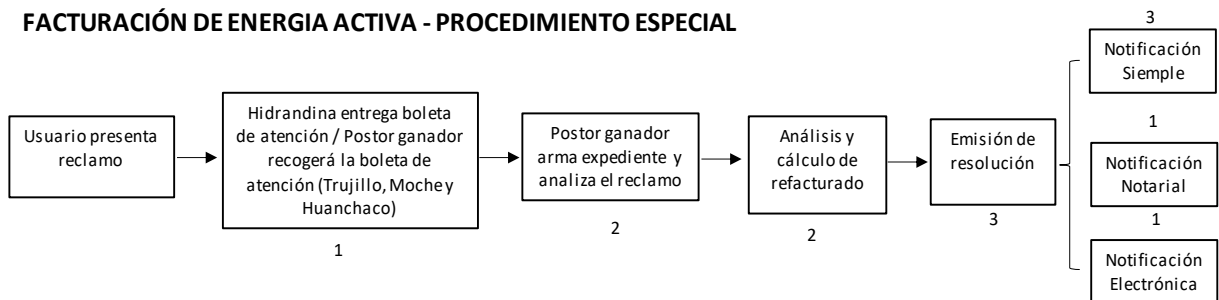 FACTURACIÓN DE ENERGIA ACTIVA - PROCEDIMIENTO ESPECIAL
Usuario presenta
reclamo
Hidrandina entrega boleta
de atención / Postor ganador
recogerá la boleta de
atención (Trujillo, Moche y
Huanchaco)
1
Postor ganador
arma expediente y
analiza el reclamo
2
Análisis y
cálculo de
refacturado
2
Emisión de
resolución
3
3
Notificación
Siemple
1
Notificación
Notarial
1
Notificación
Electrónica